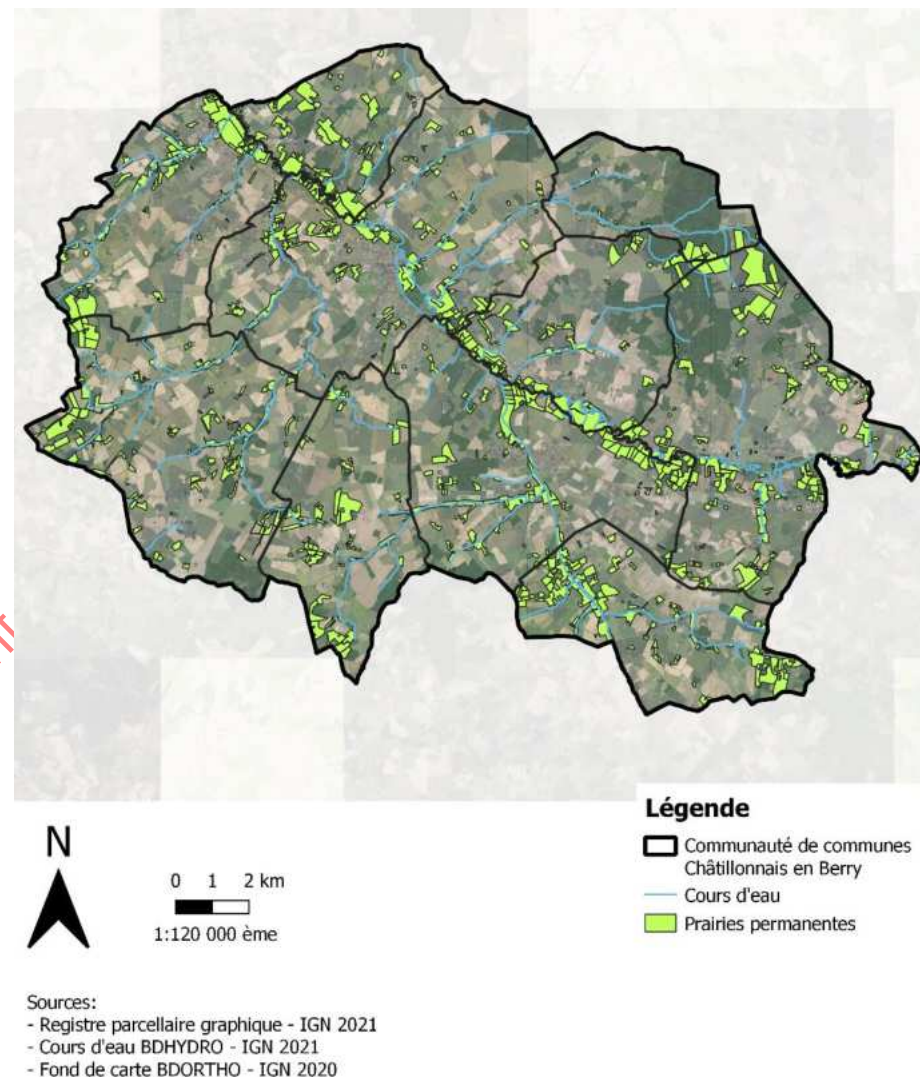 Légende
Communauté de communes
Châtillonnais en Berry
Cours d'eau
Prairies permanentes
N
0 1 2 km
1:120 000 ème
Sources:
- Registre parcellaire graphique - IGN 2021
- Cours d'eau BDHYDRO - IGN 2021
- Fond de carte BDORTHO - IGN 2020